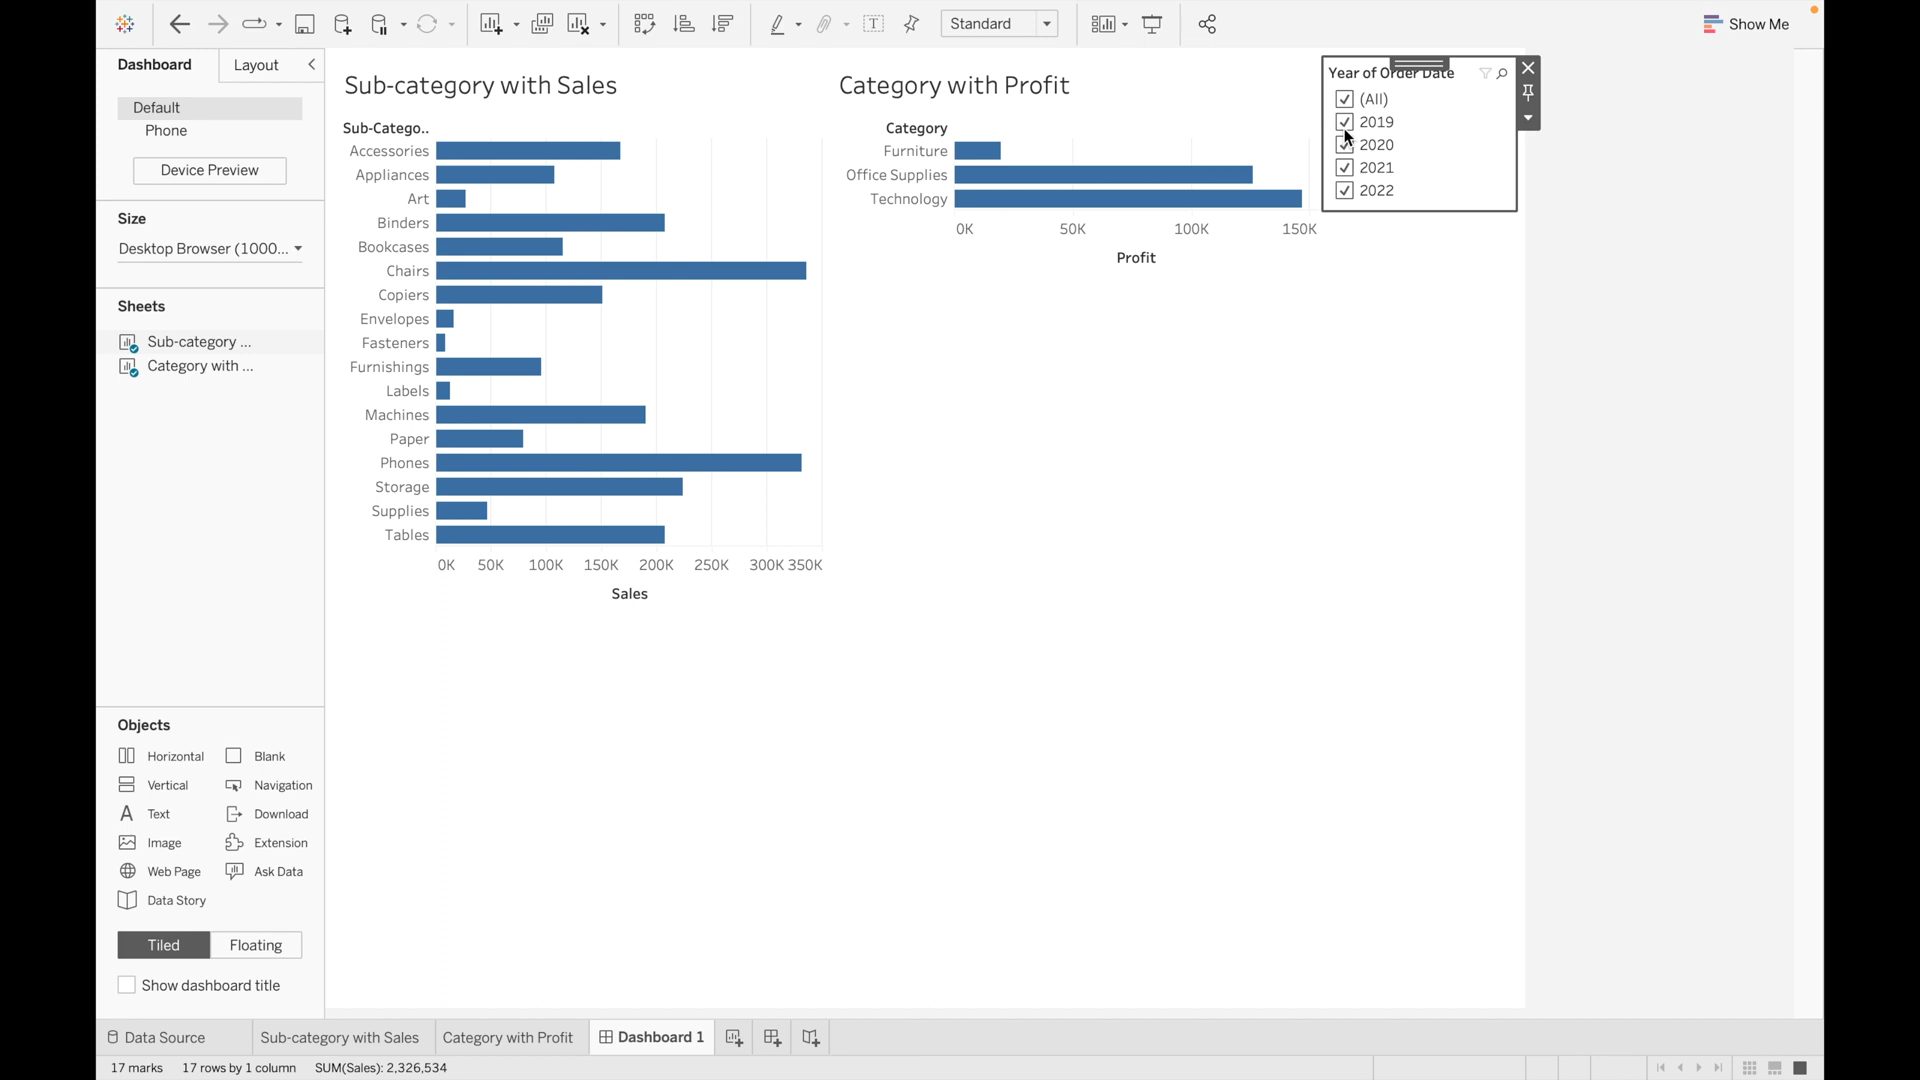 Standard
Show Me
Dashboard
Layout
Default
Phone
Device Preview
Size
Desktop Browser (1000...
Sheets
Sub-category ...
Category with ...
Objects
Horizontal
Blank
Vertical
Navigation
Text
Download
Image
Extension
Web Page
Ask Data
Data Story
Tiled
Floating
Show dashboard title
Sub-category with Sales
Sub-Catego..
Accessories
Appliances
Art
Binders
Bookcases
Chairs
Copiers
Envelopes
Fasteners
Furnishings
Labels
Machines
Paper
Phones
Storage
Supplies
Tables
0K 50K 100K 150K 200K 250K 300K 350K
Sales
Category with Profit
Category
Furniture
Office Supplies
Technology
0K 50K 100K 150K
Profit
Year of Order Date
(All)
2019
2020
2021
2022
Data Source
Sub-category with Sales
Category with Profit
Dashboard 1
17 marks 17 rows by 1 column SUM(Sales): 2,326,534